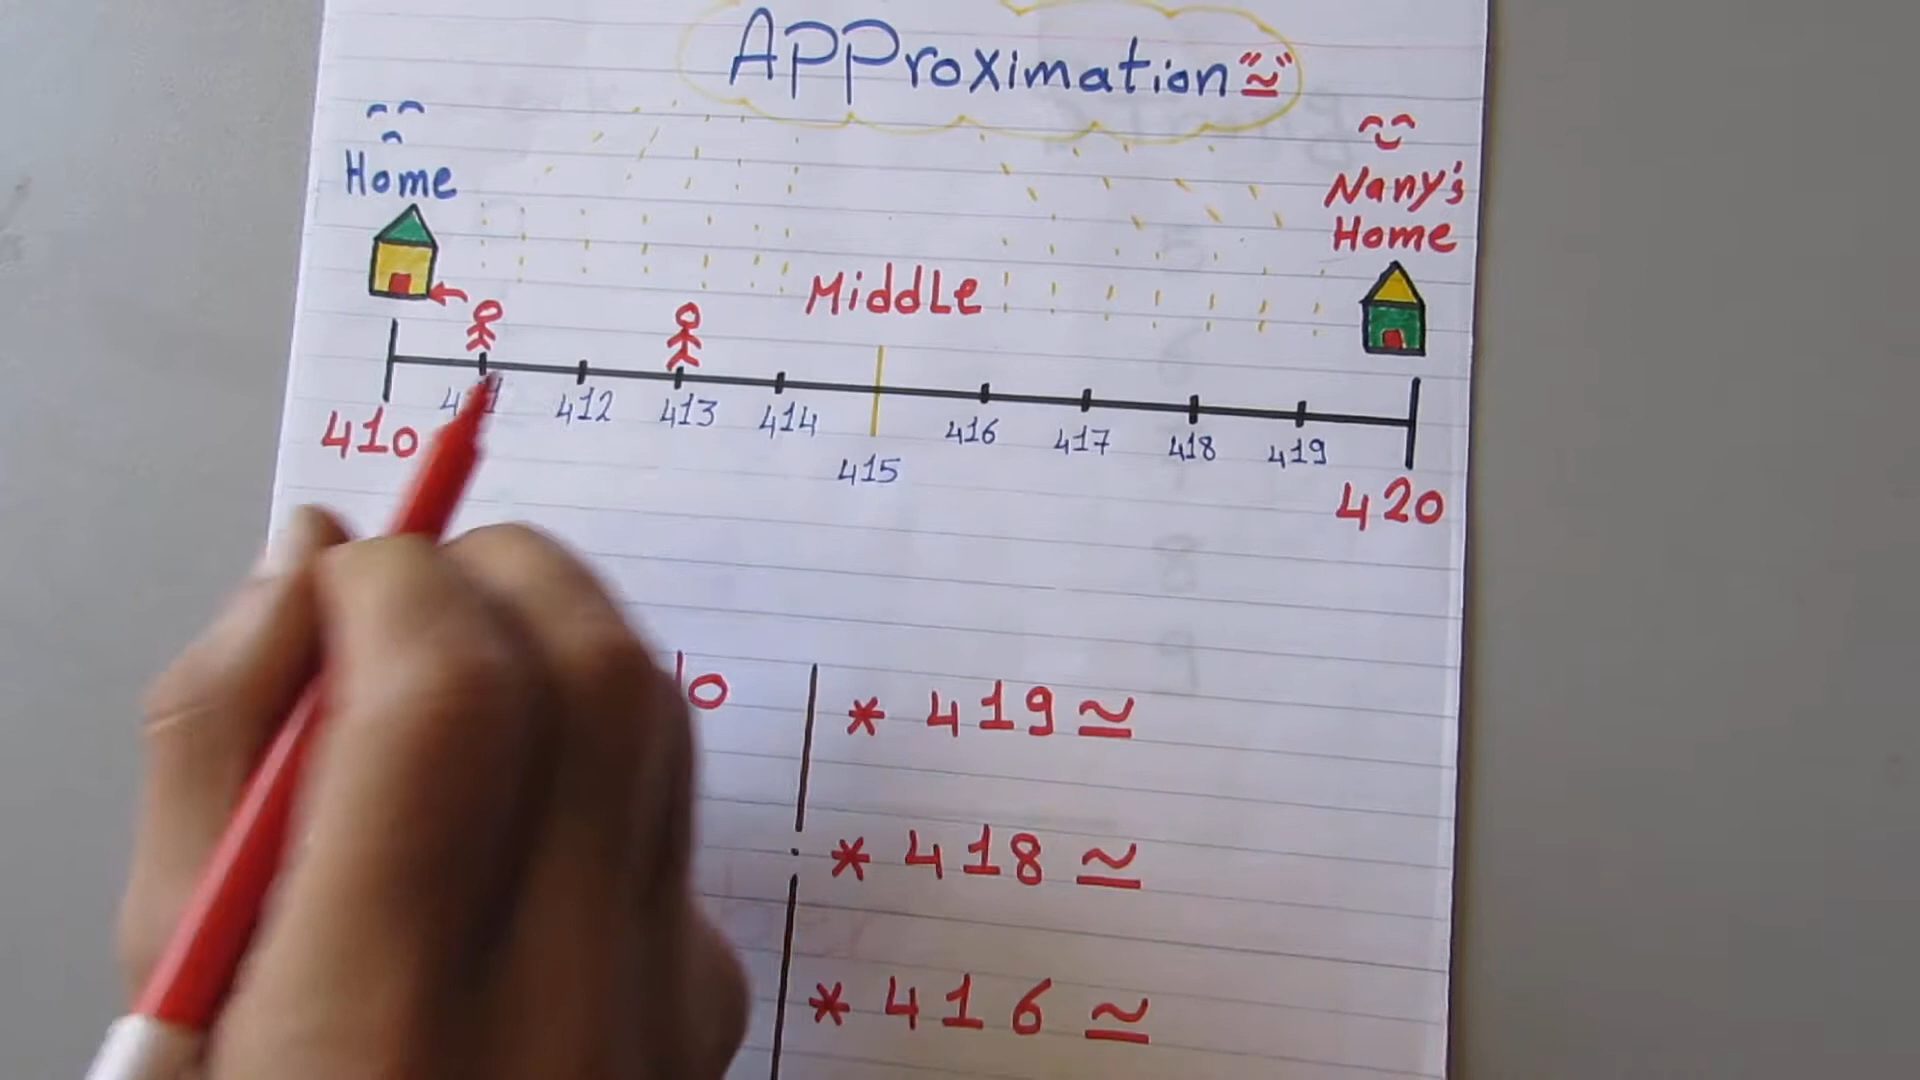 APProximation "≃"
Home
Nany's
Home
Middle
412 413 414 416 417 418 419
410 415 420
* 419 ≃
* 418 ≃
* 416 ≃